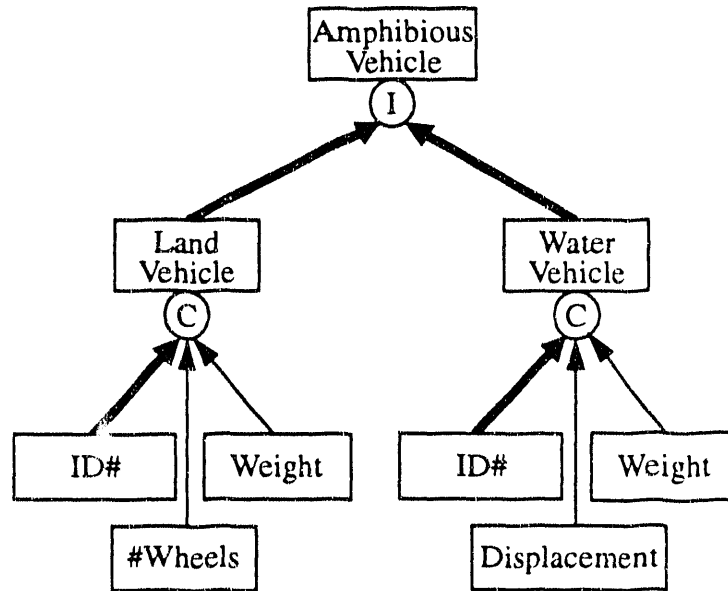 Amphibious
Vehicle
I
Land
Vehicle
Water
Vehicle
C
C
ID#
Weight
ID#
Weight
#Wheels
Displacement